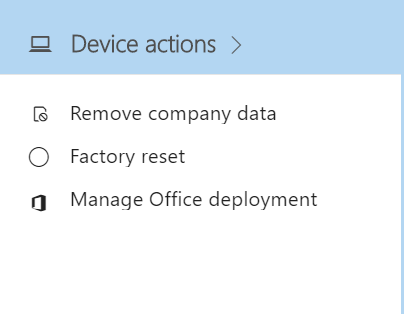 Device actions
Remove company data
Factory reset
Manage Office deployment